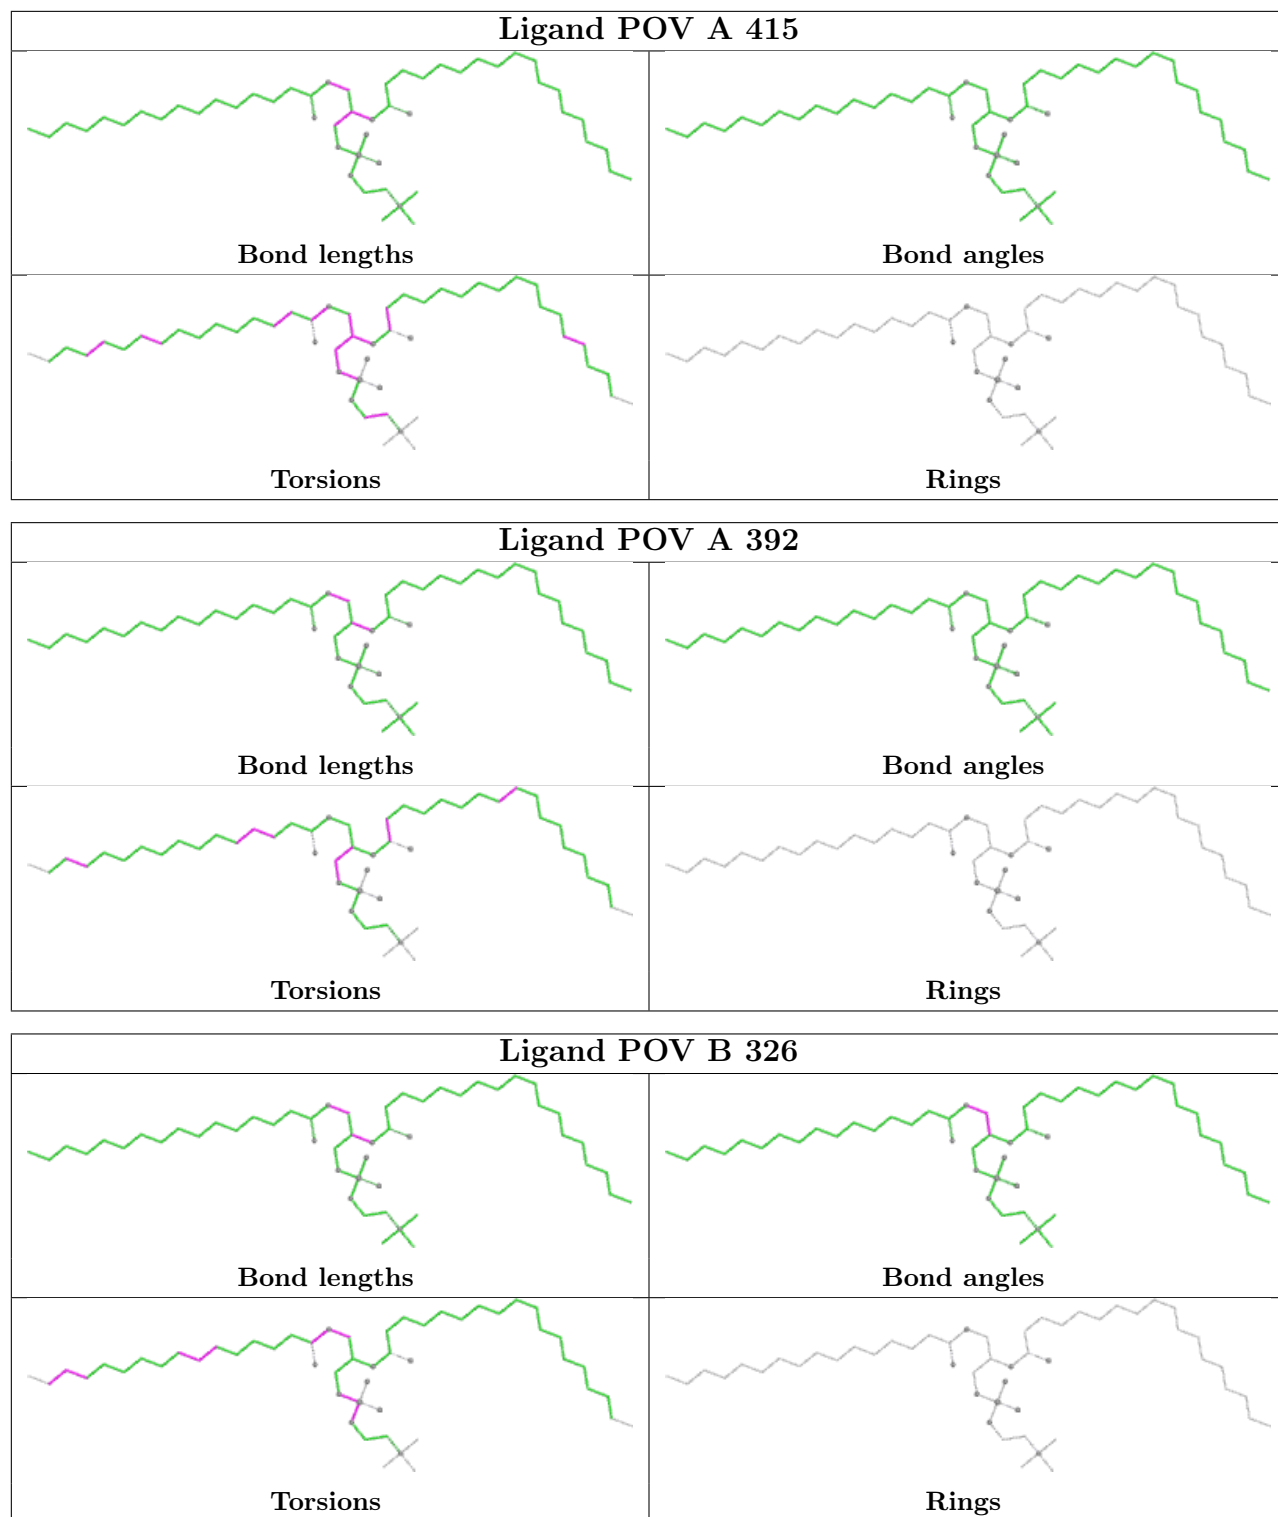 Ligand POV A 415
Bond lengths
Bond angles
Torsions
Rings
Ligand POV A 392
Bond lengths
Bond angles
Torsions
Rings
Ligand POV B 326
Bond lengths
Bond angles
Torsions
Rings